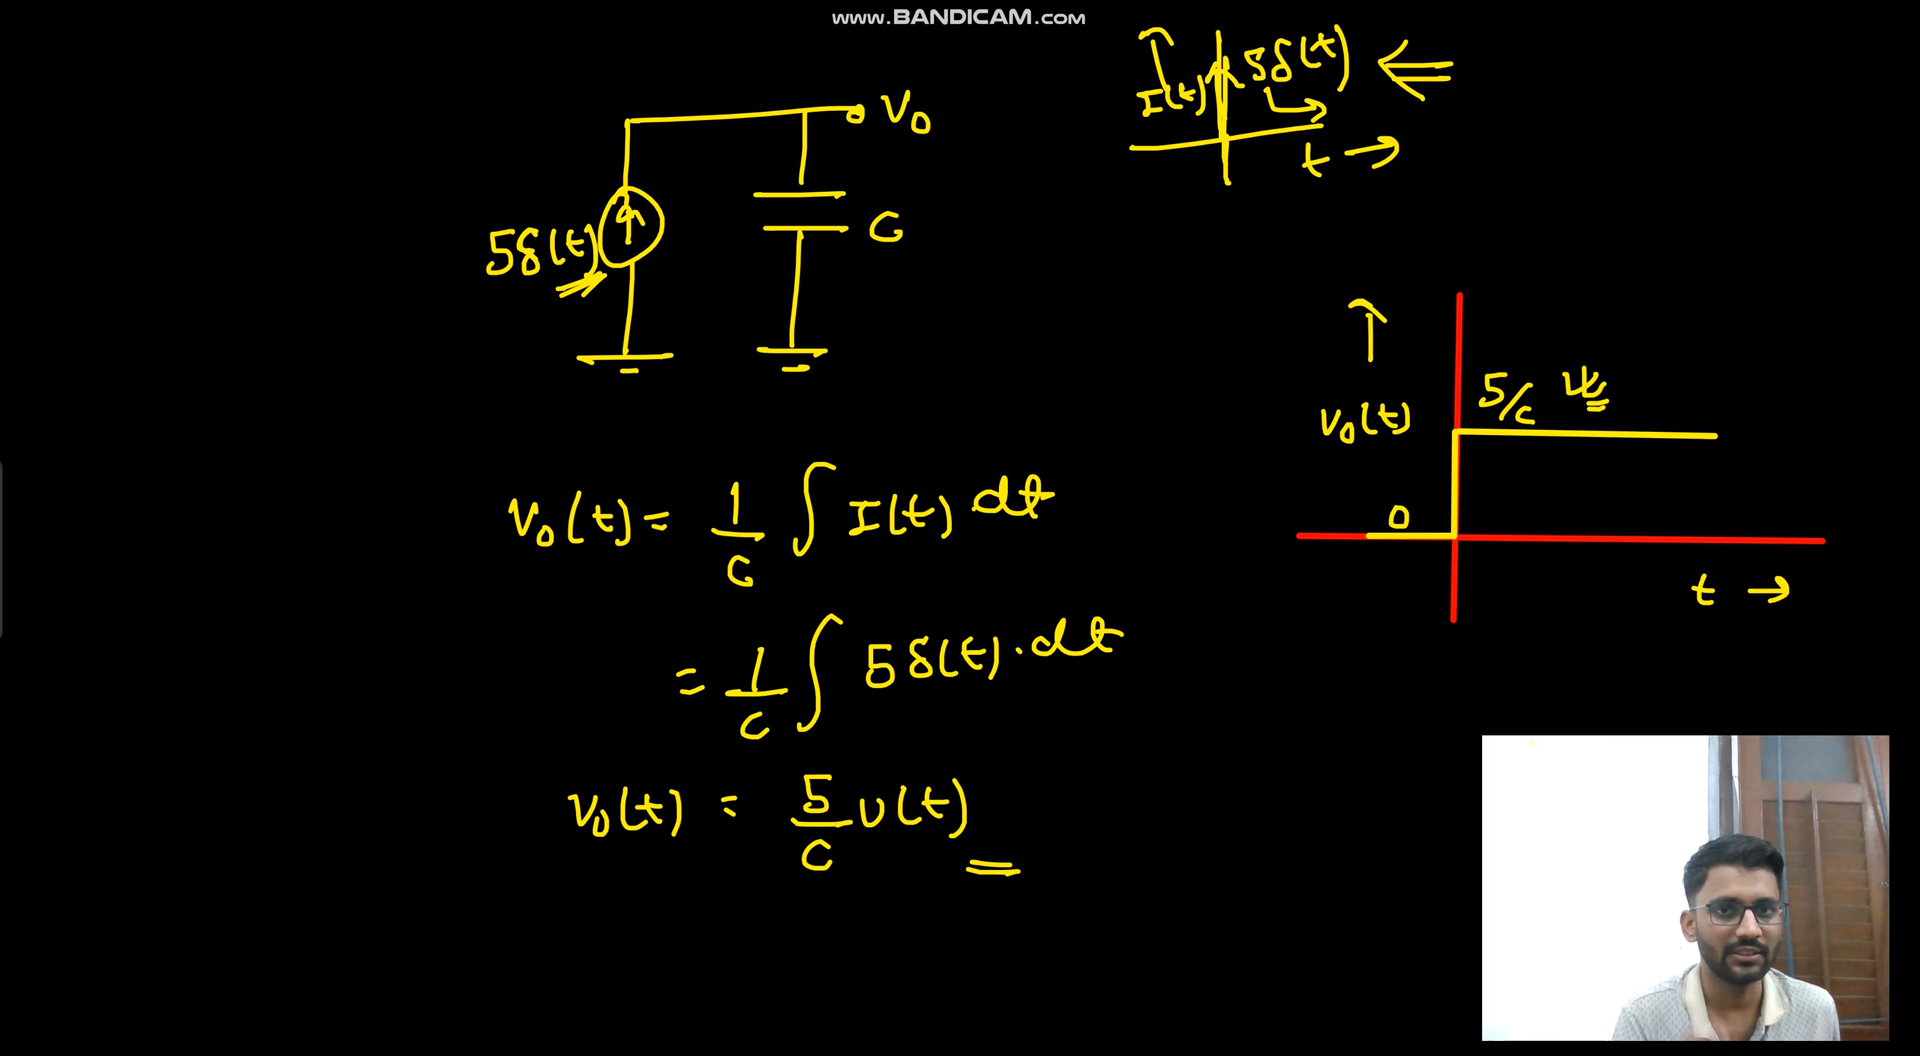 www.BANDICAM.com
I(t)
5δ(t)
t →
V₀
5δ(t)
C
V₀(t) = 1/C ∫ I(t) dt
= 1/C ∫ 5δ(t) · dt
V₀(t) = 5/C u(t)
V₀(t)
5/C
0
t →